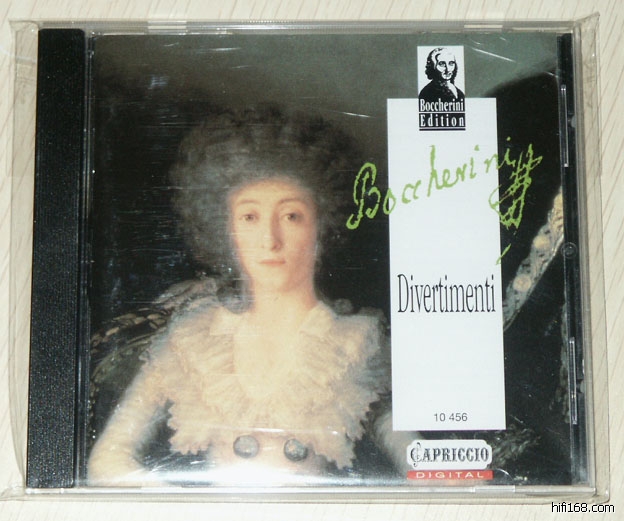 Boccherini
Edition
Boccherini
Divertimenti
10 456
CAPRICCIO
DIGITAL
hifi168.com